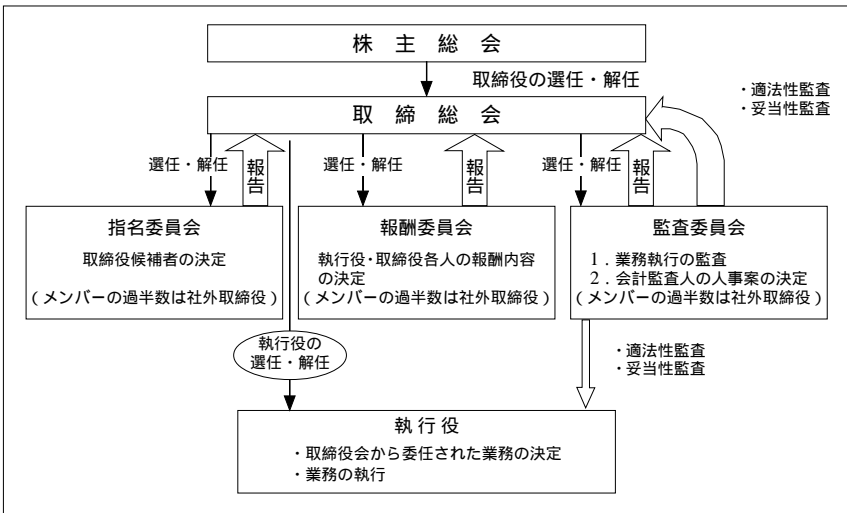 株主総会
取締役の選任・解任
・適法性監査
・妥当性監査
取締総会
選任・解任
報告
選任・解任
報告
選任・解任
報告
指名委員会
取締役候補者の決定
(メンバーの過半数は社外取締役)
報酬委員会
執行役・取締役各人の報酬内容
の決定
(メンバーの過半数は社外取締役)
監査委員会
1．業務執行の監査
2．会計監査人の人事案の決定
(メンバーの過半数は社外取締役)
執行役の
選任・解任
・適法性監査
・妥当性監査
執行役
・取締役会から委任された業務の決定
・業務の執行